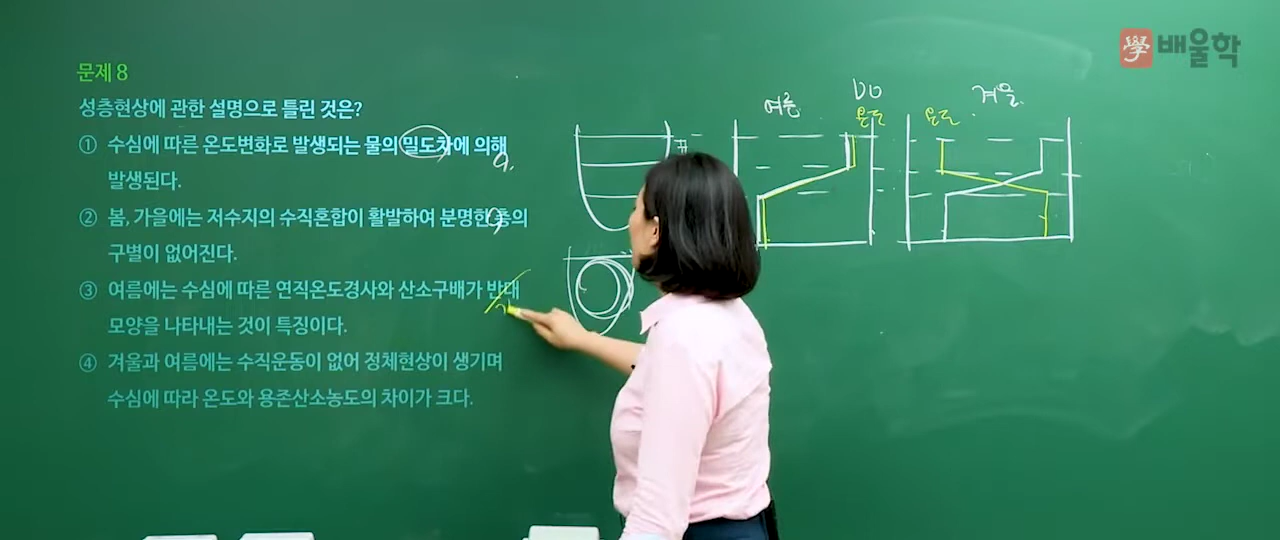 學 배울학
문제 8
성층현상에 관한 설명으로 틀린 것은?
① 수심에 따른 온도변화로 발생되는 물의 밀도차에 의해
발생된다.
② 봄, 가을에는 저수지의 수직혼합이 활발하여 분명한 층의
구별이 없어진다.
③ 여름에는 수심에 따른 연직온도경사와 산소구배가 반대
모양을 나타내는 것이 특징이다.
④ 겨울과 여름에는 수직운동이 없어 정체현상이 생기며
수심에 따라 온도와 용존산소농도의 차이가 크다.
여름 DO 겨울
온도 온도